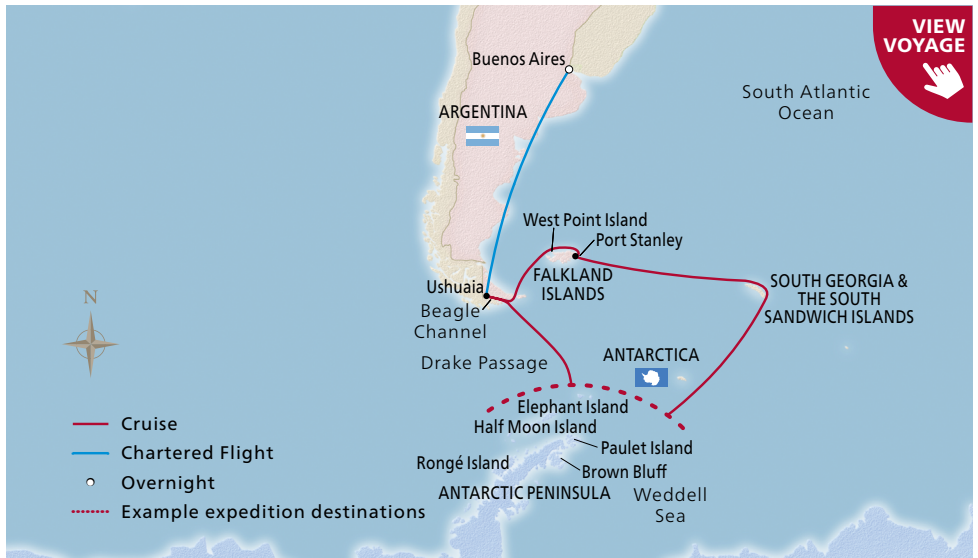 VIEW
VOYAGE
Buenos Aires
South Atlantic
Ocean
ARGENTINA
West Point Island
Port Stanley
FALKLAND
ISLANDS
SOUTH GEORGIA &
THE SOUTH
SANDWICH ISLANDS
Ushuaia
Beagle
Channel
N
Drake Passage
ANTARCTICA
Elephant Island
Half Moon Island
Paulet Island
Rongé Island
Brown Bluff
ANTARCTIC PENINSULA
Weddell
Sea
Cruise
Chartered Flight
Overnight
Example expedition destinations